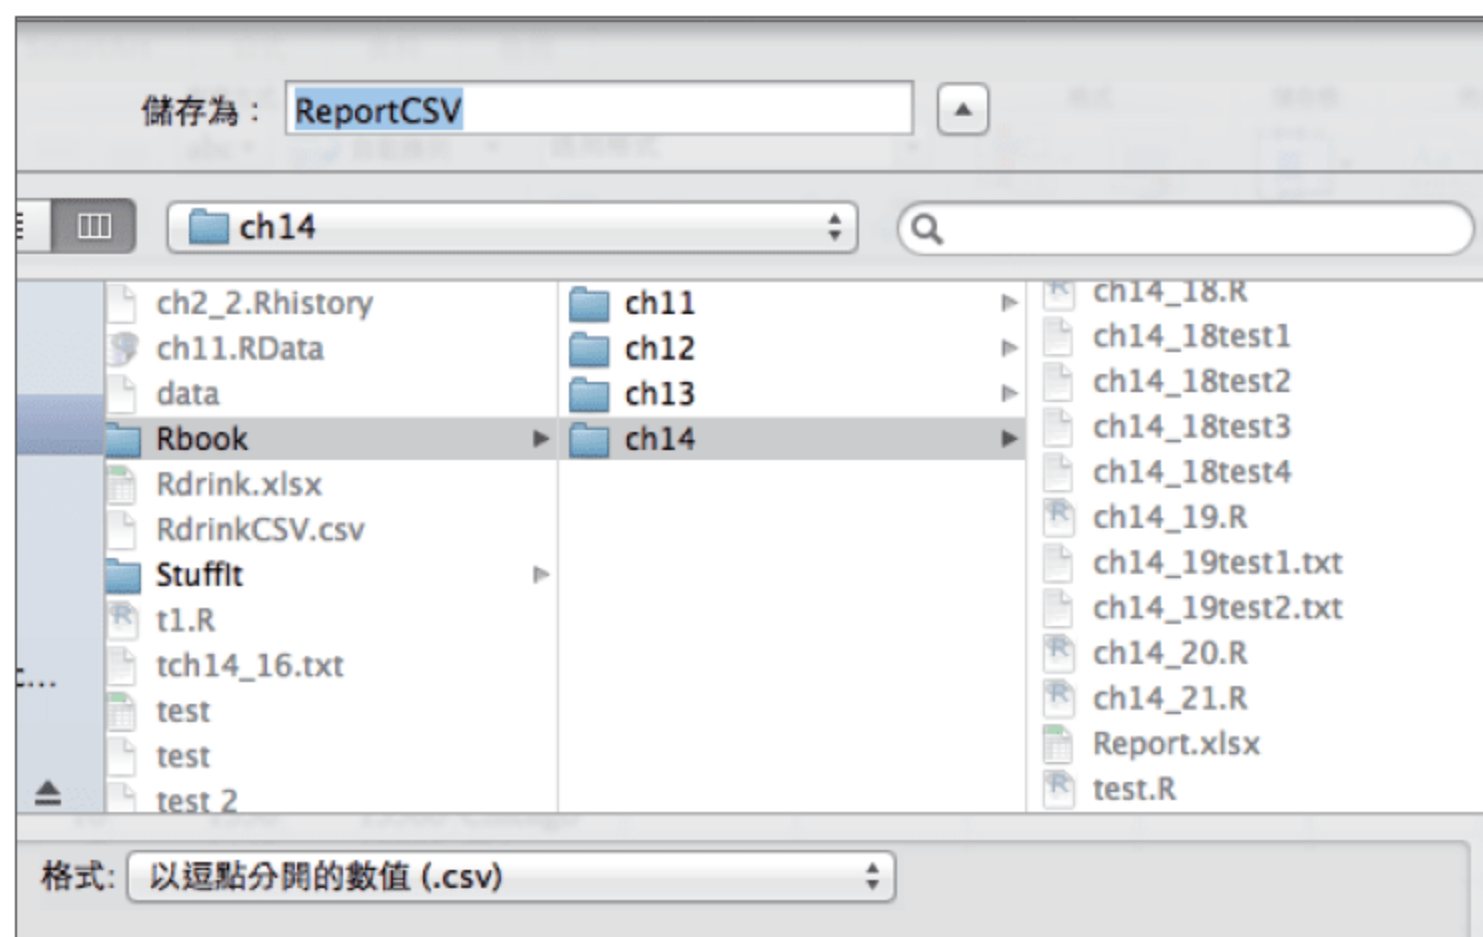 儲存為：
ReportCSV
ch14
ch2_2.Rhistory
ch11.RData
data
Rbook
Rdrink.xlsx
RdrinkCSV.csv
StuffIt
t1.R
tch14_16.txt
test
test
test 2
ch11
ch12
ch13
ch14
ch14_18.R
ch14_18test1
ch14_18test2
ch14_18test3
ch14_18test4
ch14_19.R
ch14_19test1.txt
ch14_19test2.txt
ch14_20.R
ch14_21.R
Report.xlsx
test.R
格式:
以逗點分開的數值 (.csv)